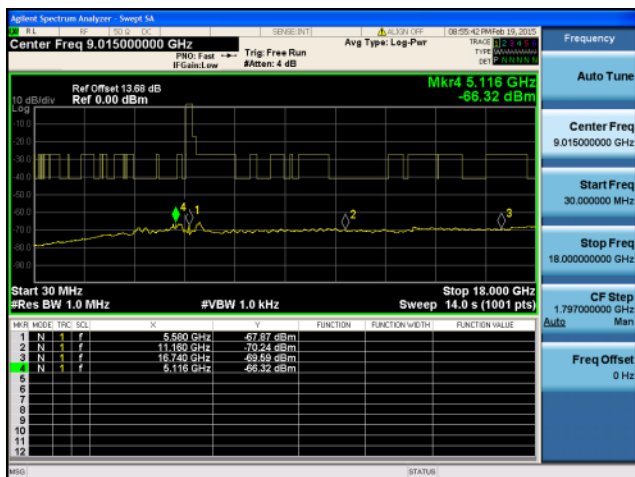 Agilent Spectrum Analyzer - Swept SA
RL RF 50 Ω DC SENSE:INT ALIGN OFF 08:55:42 PM Feb 19, 2015
Center Freq 9.015000000 GHz
PNO: Fast
IFGain:Low
Trig: Free Run
#Atten: 4 dB
Avg Type: Log-Pwr
TRACE 1 2 3 4 5 6
TYPE
DET P N N N N N
Ref Offset 13.68 dB
10 dB/div Ref 0.00 dBm
Log
Mkr4 5.116 GHz
-66.32 dBm
-10.0
-20.0
-30.0
-40.0
-50.0
-60.0
-70.0
-80.0
-90.0
4 1 2 3
Start 30 MHz Stop 18.000 GHz
#Res BW 1.0 MHz #VBW 1.0 kHz Sweep 14.0 s (1001 pts)
MKR MODE TRC SCL X Y FUNCTION FUNCTION WIDTH FUNCTION VALUE
1 N 1 f 5.580 GHz -67.87 dBm
2 N 1 f 11.160 GHz -70.24 dBm
3 N 1 f 16.740 GHz -69.59 dBm
4 N 1 f 5.116 GHz -66.32 dBm
5
6
7
8
9
10
11
12
MSG STATUS
Frequency
Auto Tune
Center Freq
9.015000000 GHz
Start Freq
30.000000 MHz
Stop Freq
18.000000000 GHz
CF Step
1.797000000 GHz
Auto Man
Freq Offset
0 Hz